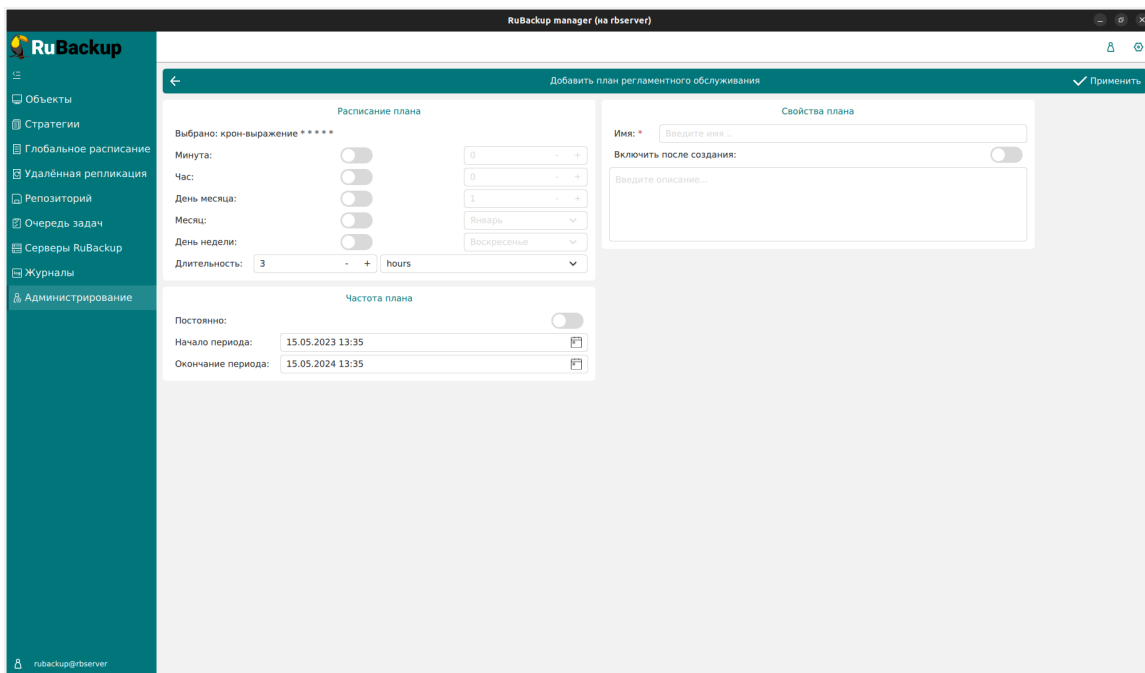 RuBackup manager (на rbserver)
RuBackup
Объекты
Стратегии
Глобальное расписание
Удалённая репликация
Репозиторий
Очередь задач
Серверы RuBackup
Журналы
Администрирование
rubackup@rbserver
Добавить план регламентного обслуживания
Применить
Расписание плана
Выбрано: крон-выражение * * * * *
Минута: 0 - +
Час: 0 - +
День месяца: 1 - +
Месяц: Январь
День недели: Воскресенье
Длительность: 3 - + hours
Частота плана
Постоянно:
Начало периода: 15.05.2023 13:35
Окончание периода: 15.05.2024 13:35
Свойства плана
Имя: * Введите имя ..
Включить после создания:
Введите описание...